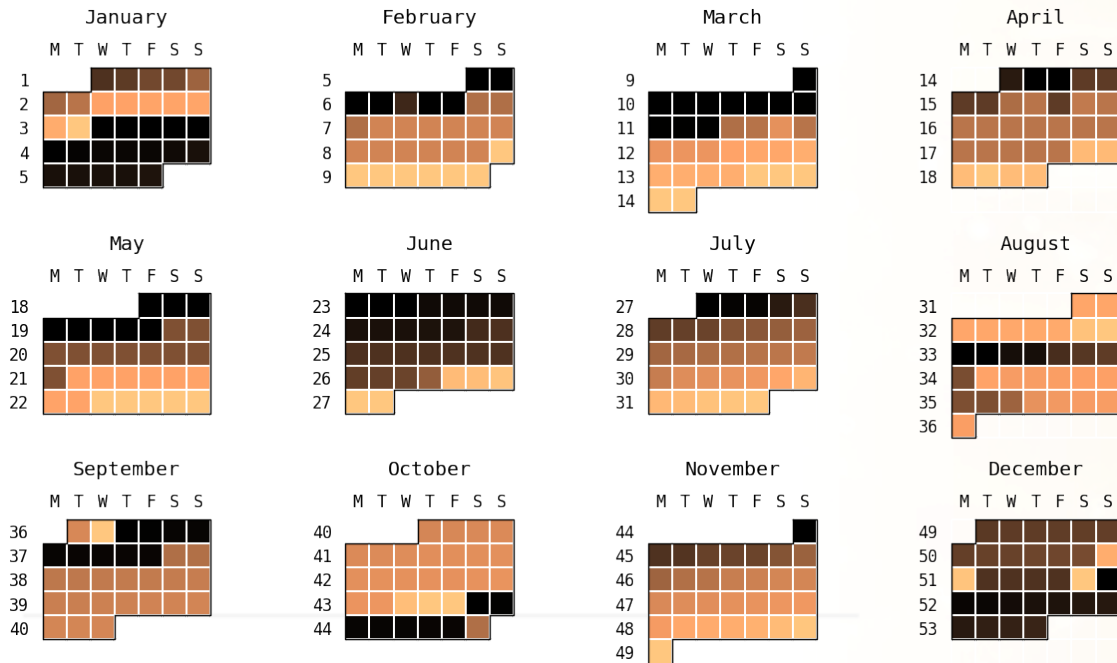 January February March April
M T W T F S S M T W T F S S M T W T F S S M T W T F S S
1 5 9 14
2 6 10 15
3 7 11 16
4 8 12 17
5 9 13 18
14
May June July August
M T W T F S S M T W T F S S M T W T F S S M T W T F S S
18 23 27 31
19 24 28 32
20 25 29 33
21 26 30 34
22 27 31 35
36
September October November December
M T W T F S S M T W T F S S M T W T F S S M T W T F S S
36 40 44 49
37 41 45 50
38 42 46 51
39 43 47 52
40 44 48 53
49